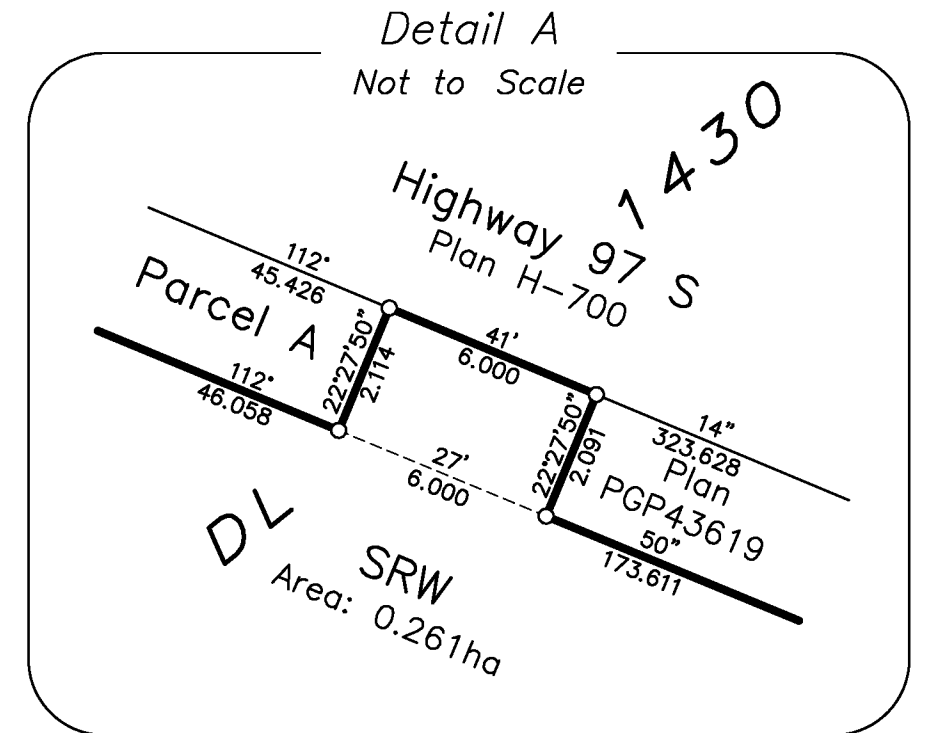 Detail A
Not to Scale
1430
Highway 97 S
Plan H-700
112°
45.426
Parcel A
22°27'50"
2.114
41'
6.000
112°
46.058
14"
323.628
22°27'50"
2.091
Plan
PGP43619
27'
6.000
50"
173.611
DL
SRW
Area: 0.261ha